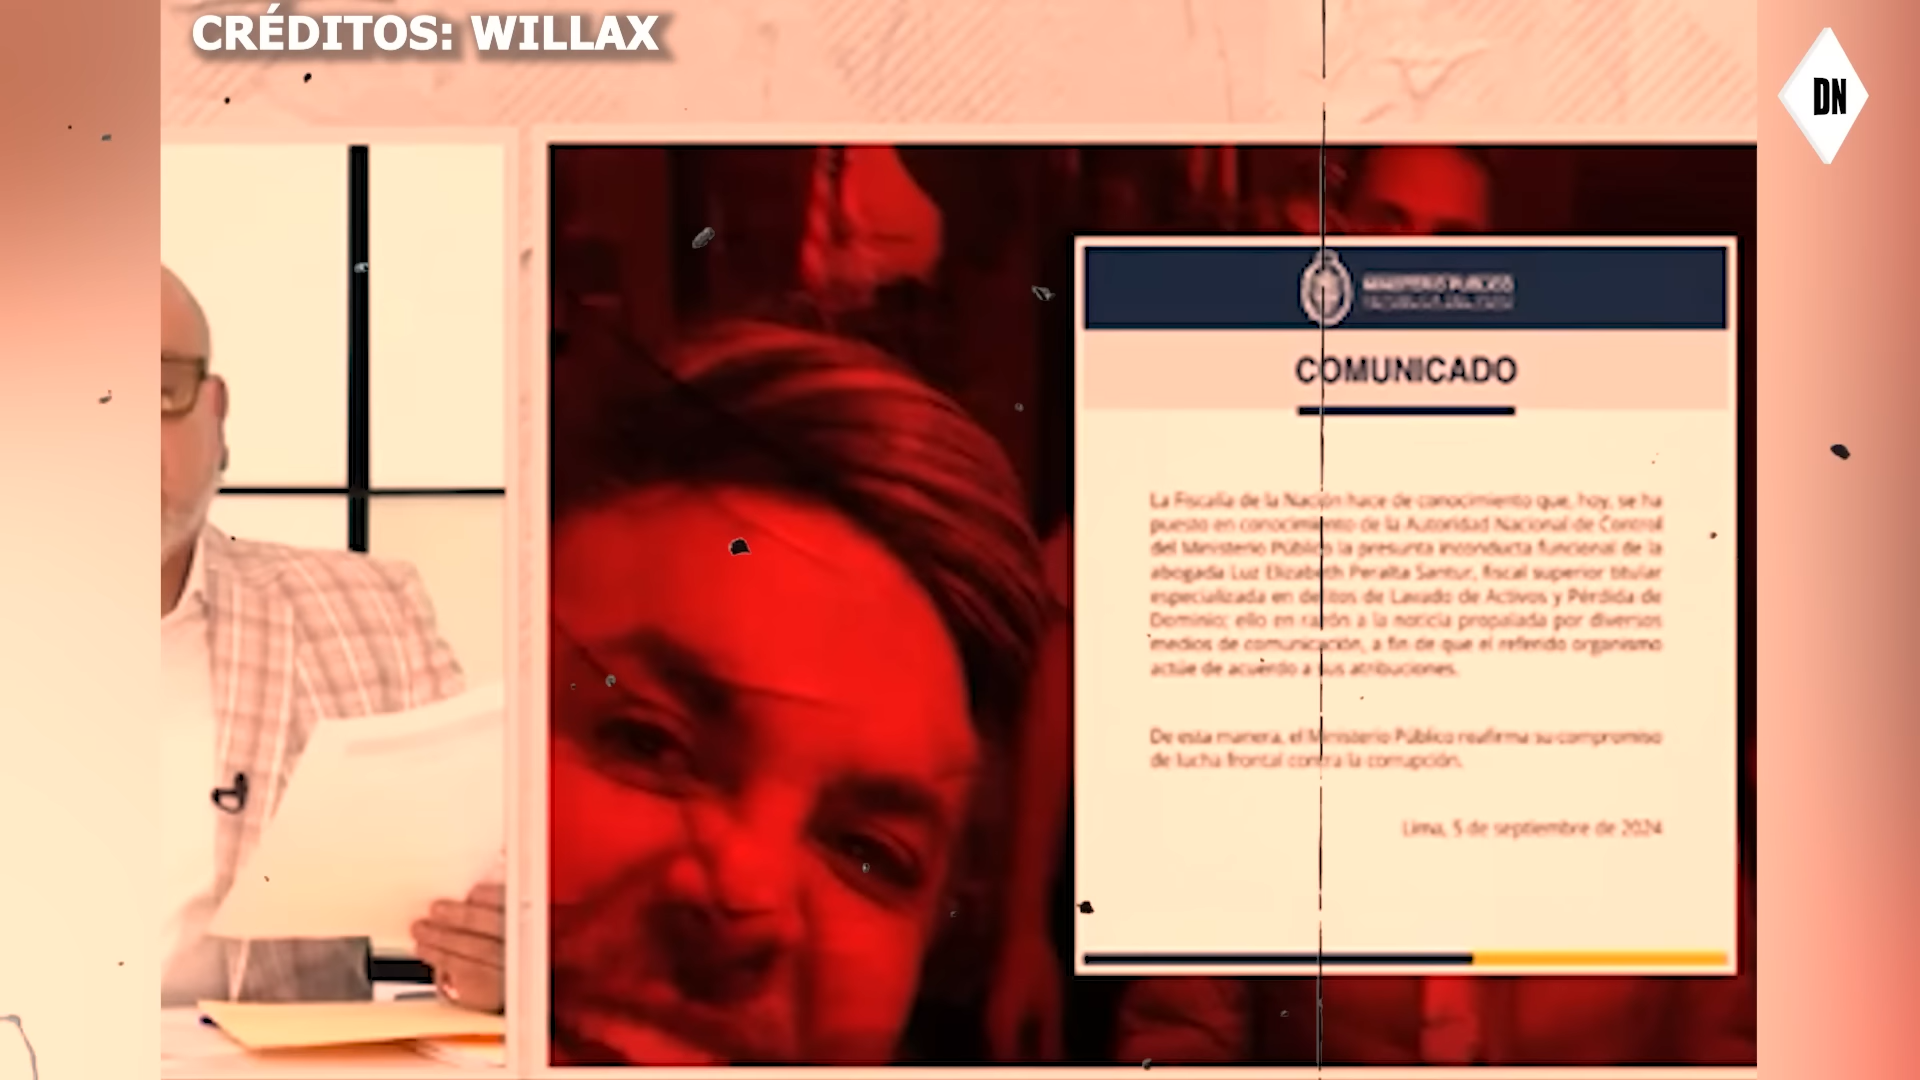 CRÉDITOS: WILLAX
DN
MINISTERIO PÚBLICO
COMUNICADO
La Fiscalía de la Nación hace de conocimiento que, hoy, se ha
puesto en conocimiento de la Autoridad Nacional de Control
del Ministerio Público la presunta inconducta funcional de la
abogada Luz Elizabeth Peralta Santur, fiscal superior titular
especializada en delitos de Lavado de Activos y Pérdida de
Dominio; ello en razón a la noticia propalada por diversos
medios de comunicación, a fin de que el referido organismo
actúe de acuerdo a sus atribuciones.
De esta manera, el Ministerio Público reafirma su compromiso
de lucha frontal contra la corrupción.
Lima, 5 de septiembre de 2024